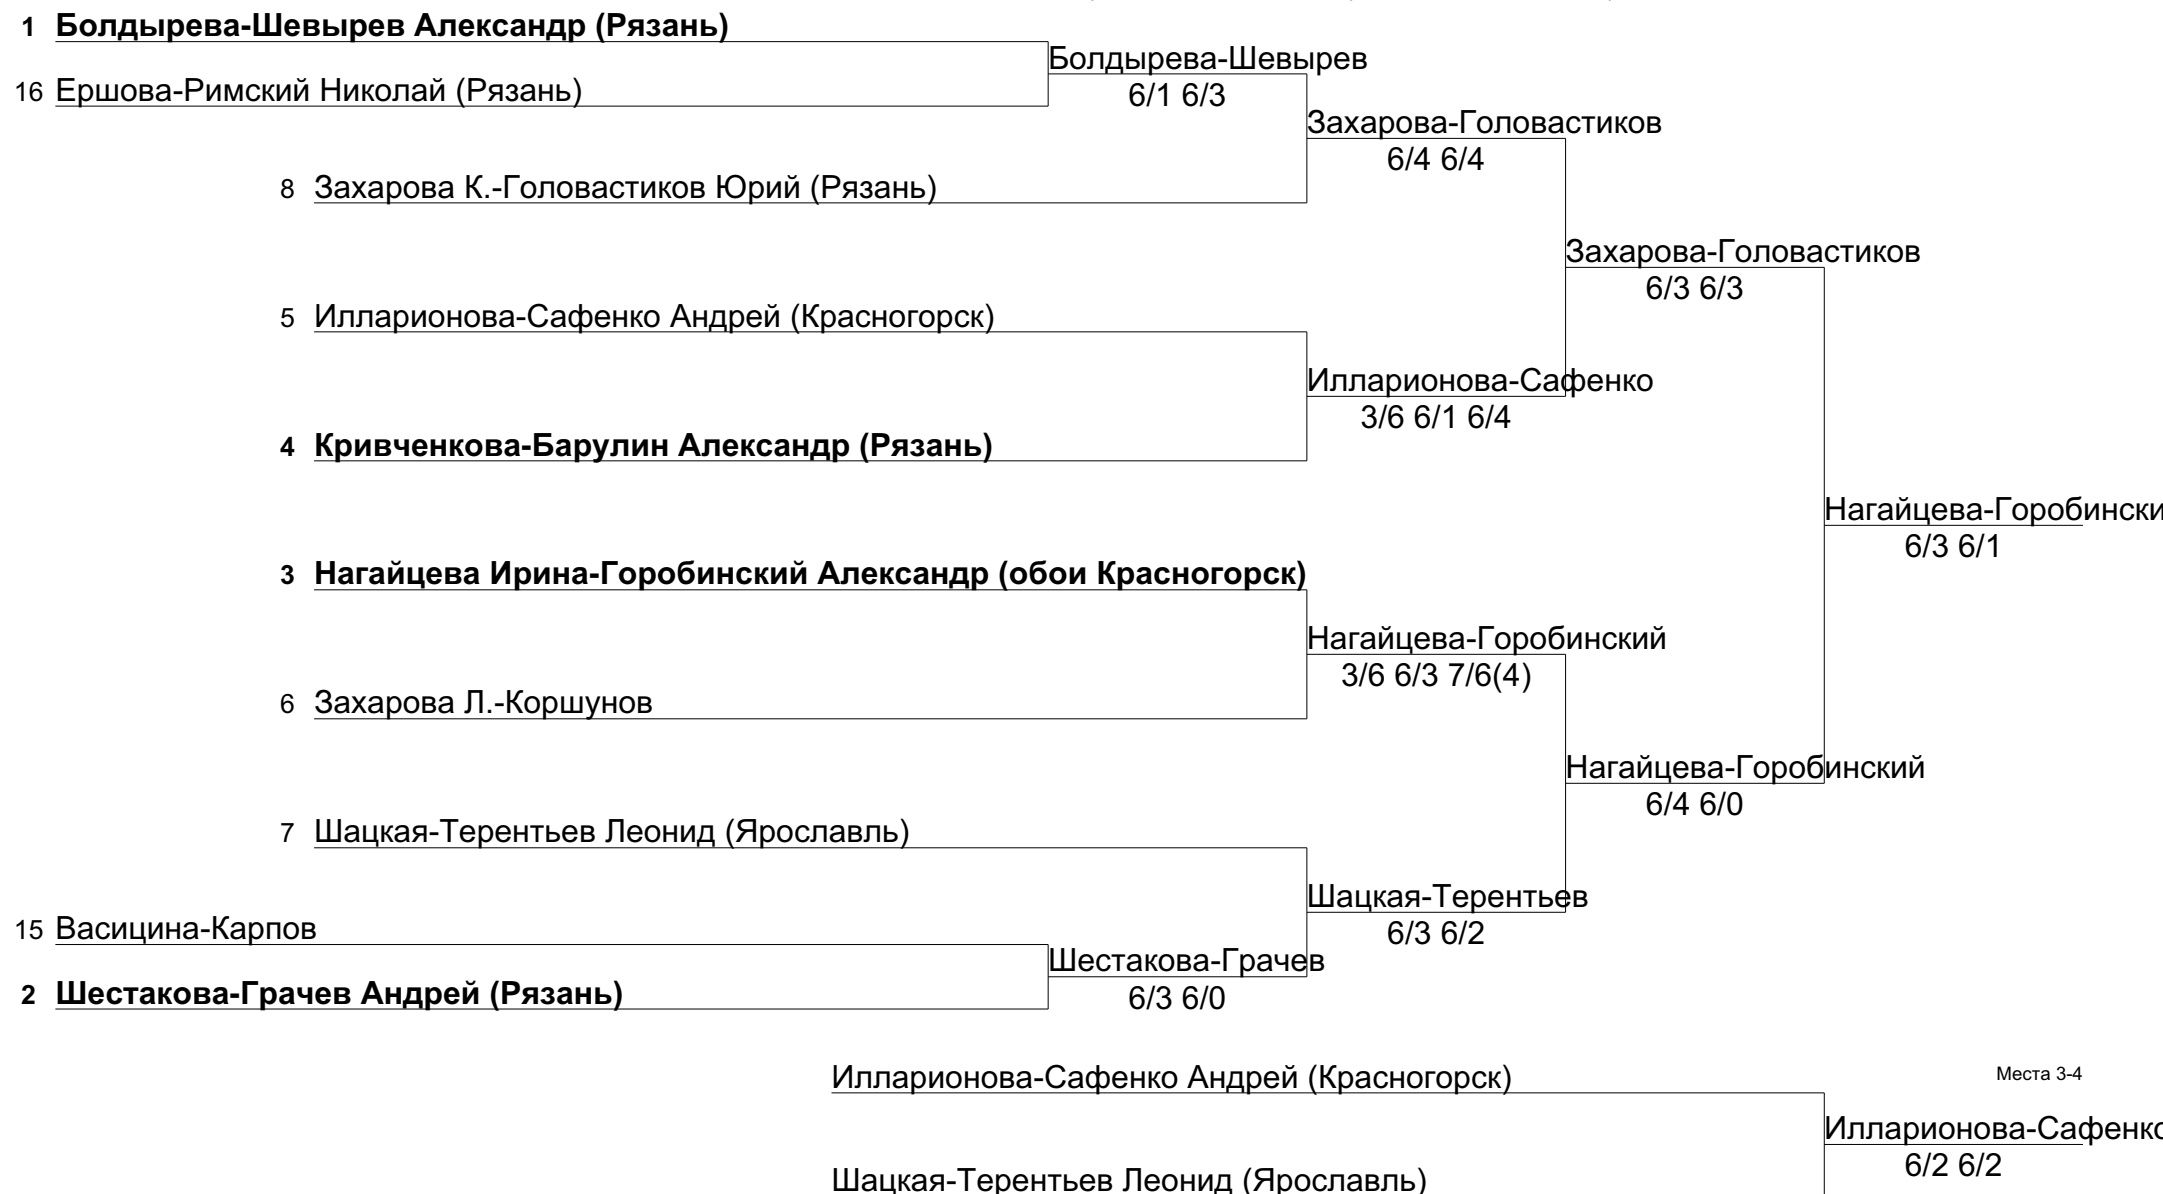 1 Болдырева-Шевырев Александр (Рязань)
Болдырева-Шевырев
16 Ершова-Римский Николай (Рязань)
6/1 6/3
Захарова-Головастиков
6/4 6/4
8 Захарова К.-Головастиков Юрий (Рязань)
Захарова-Головастиков
6/3 6/3
5 Илларионова-Сафенко Андрей (Красногорск)
Илларионова-Сафенко
3/6 6/1 6/4
4 Кривченкова-Барулин Александр (Рязань)
Нагайцева-Горобински
6/3 6/1
3 Нагайцева Ирина-Горобинский Александр (обои Красногорск)
Нагайцева-Горобинский
3/6 6/3 7/6(4)
6 Захарова Л.-Коршунов
Нагайцева-Горобинский
6/4 6/0
7 Шацкая-Терентьев Леонид (Ярославль)
Шацкая-Терентьев
6/3 6/2
15 Васицина-Карпов
Шестакова-Грачев
2 Шестакова-Грачев Андрей (Рязань)
6/3 6/0
Илларионова-Сафенко Андрей (Красногорск)
Места 3-4
Илларионова-Сафенко
6/2 6/2
Шацкая-Терентьев Леонид (Ярославль)